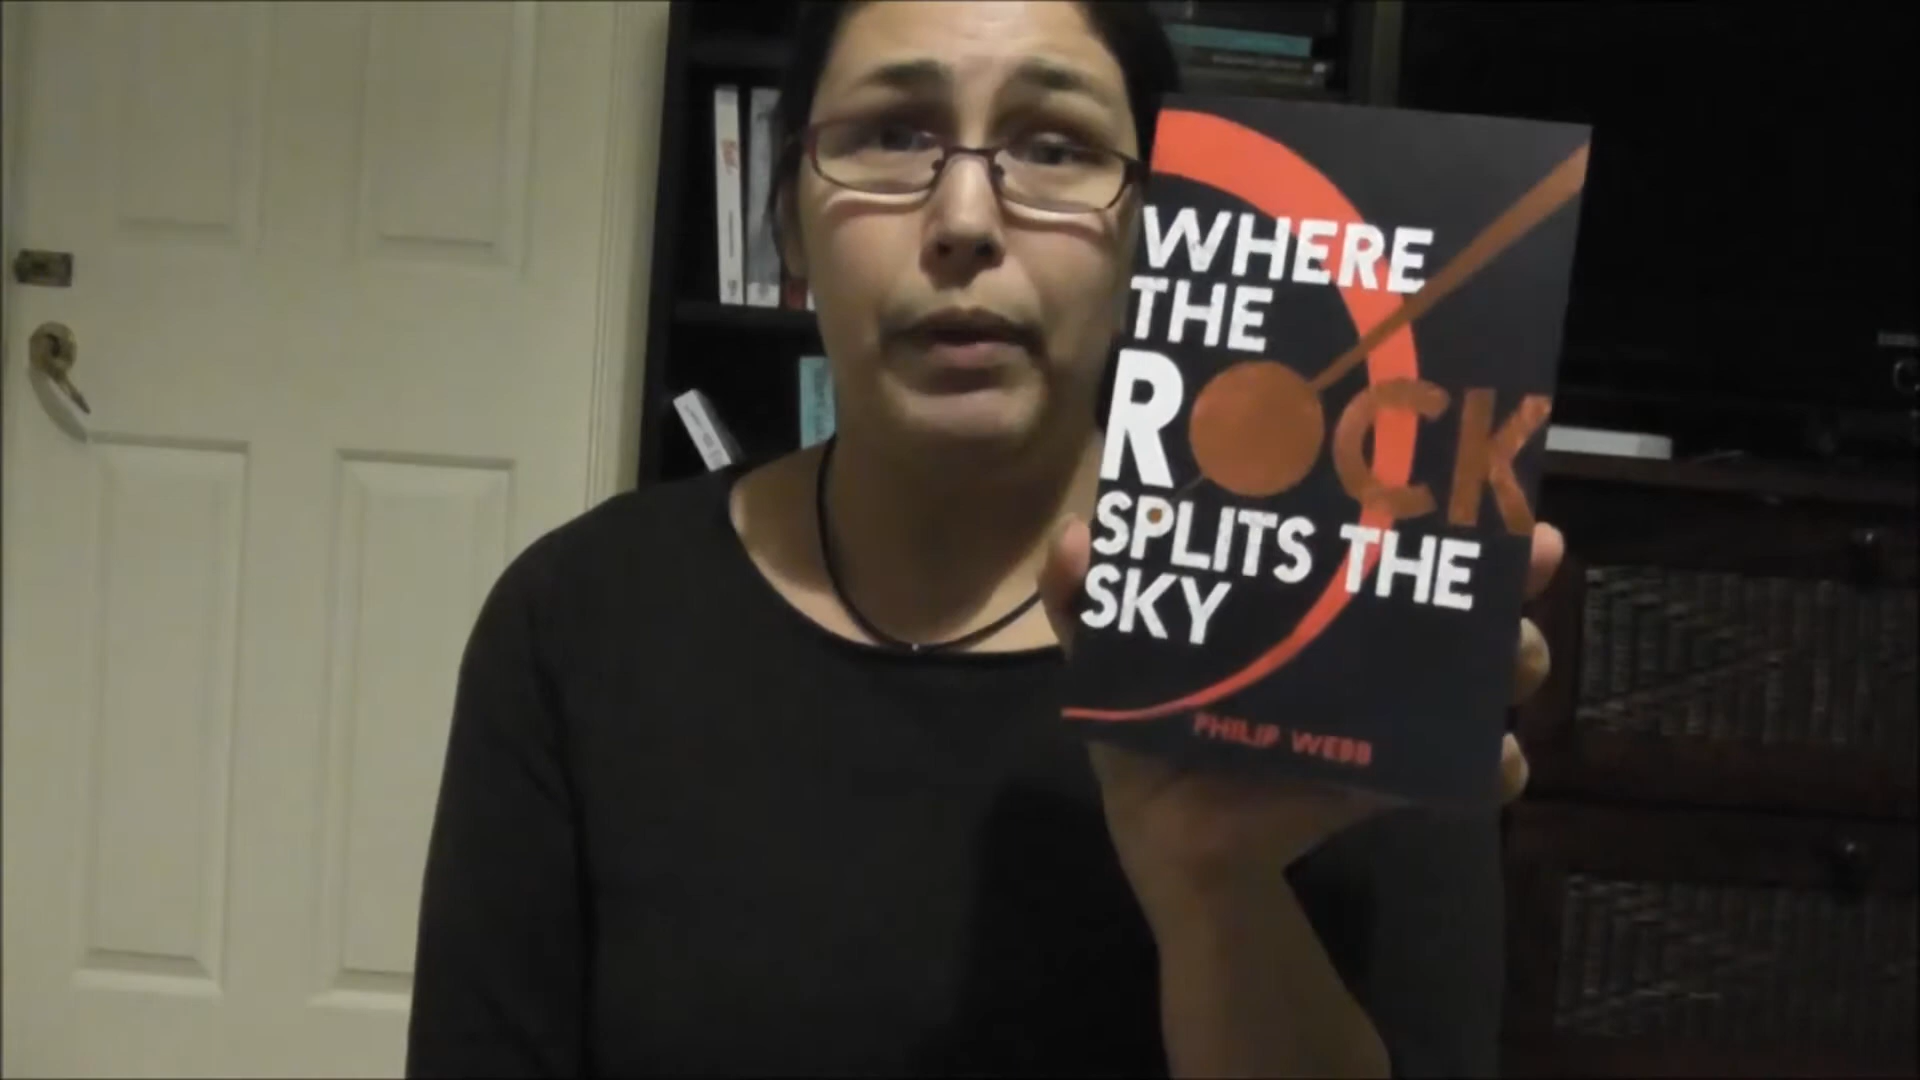 WHERE
THE
ROCK
SPLITS THE
SKY
PHILIP WEBB